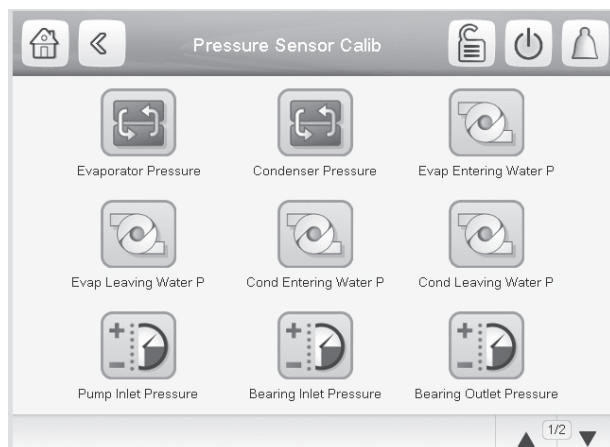 Pressure Sensor Calib
Evaporator Pressure
Condenser Pressure
Evap Entering Water P
Evap Leaving Water P
Cond Entering Water P
Cond Leaving Water P
Pump Inlet Pressure
Bearing Inlet Pressure
Bearing Outlet Pressure
1/2